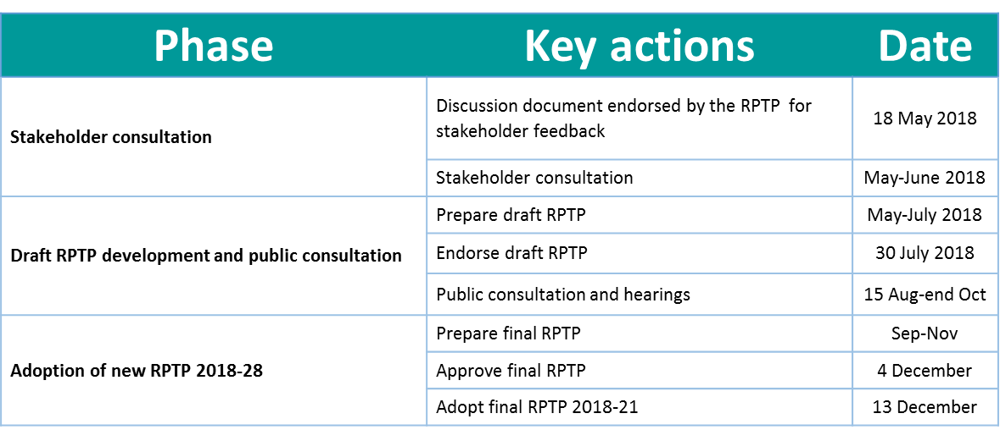 Phase Key actions Date
Stakeholder consultation
Discussion document endorsed by the RPTP for
stakeholder feedback
18 May 2018
Stakeholder consultation May-June 2018
Draft RPTP development and public consultation
Prepare draft RPTP May-July 2018
Endorse draft RPTP 30 July 2018
Public consultation and hearings 15 Aug-end Oct
Adoption of new RPTP 2018-28
Prepare final RPTP Sep-Nov
Approve final RPTP 4 December
Adopt final RPTP 2018-21 13 December